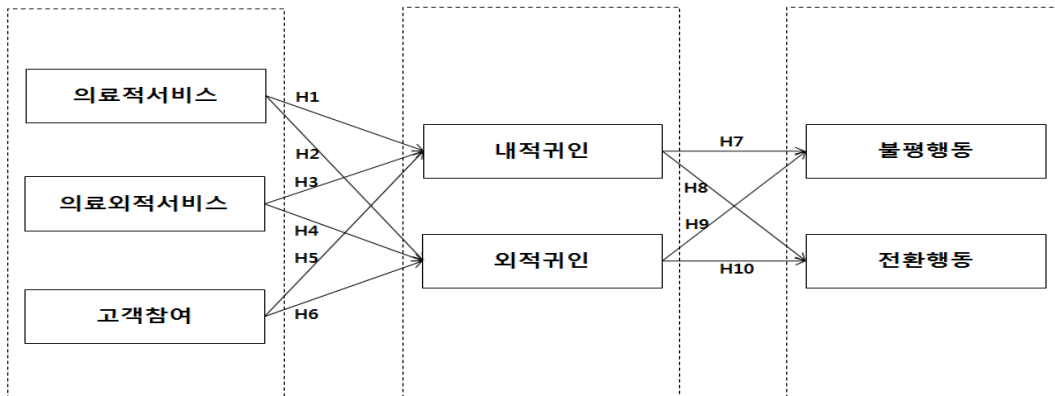 의료적서비스
의료외적서비스
고객참여
H1
H2
H3
H4
H5
H6
내적귀인
외적귀인
H7
H8
H9
H10
불평행동
전환행동